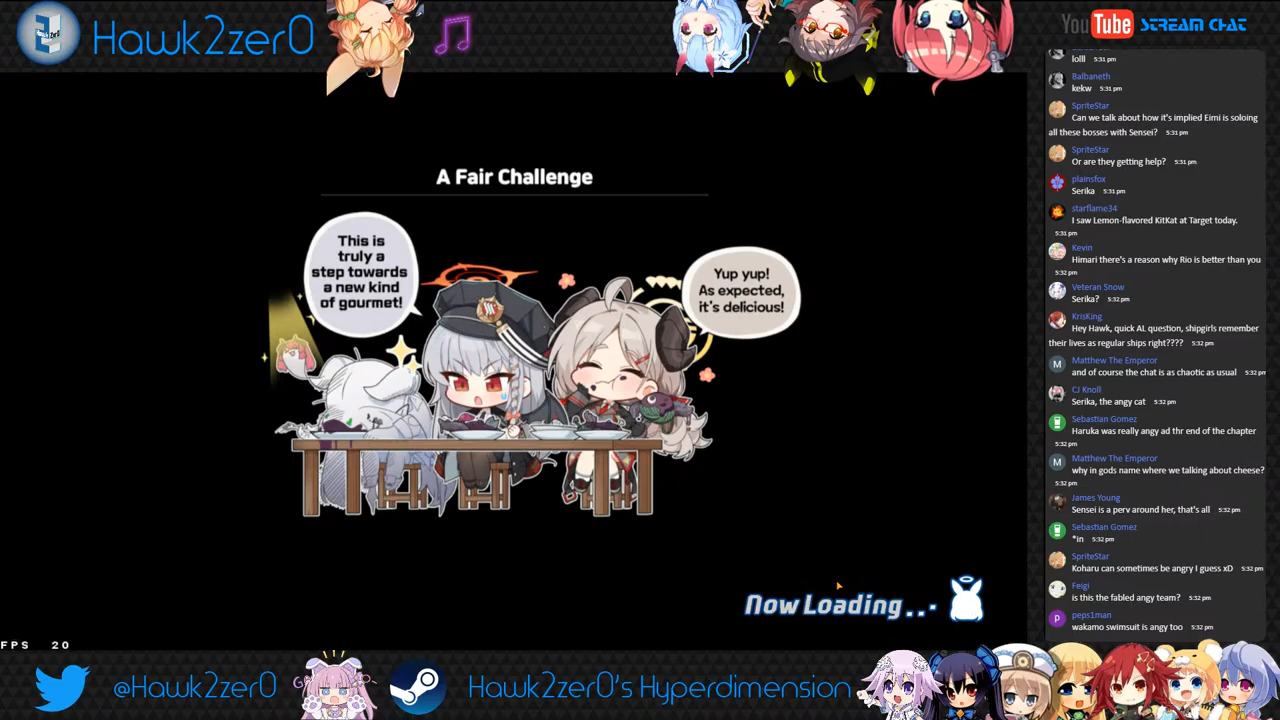 Hawk2zer0
YouTube STREAM CHAT
lolll 5:31 pm
Balbaneth
kekw 5:31 pm
SpriteStar
Can we talk about how it's implied Eimi is soloing
all these bosses with Sensei? 5:31 pm
SpriteStar
Or are they getting help? 5:31 pm
plainsfox
Serika 5:31 pm
starflame34
I saw Lemon-flavored KitKat at Target today.
5:31 pm
Kevin
Himari there's a reason why Rio is better than you
5:32 pm
Veteran Snow
Serika? 5:32 pm
KrisKing
Hey Hawk, quick AL question, shipgirls remember
their lives as regular ships right???? 5:32 pm
Matthew The Emperor
and of course the chat is as chaotic as usual 5:32 pm
CJ Knoll
Serika, the angy cat 5:32 pm
Sebastian Gomez
Haruka was really angy ad thr end of the chapter
5:32 pm
Matthew The Emperor
why in gods name where we talking about cheese?
5:32 pm
James Young
Sensei is a perv around her, that's all 5:32 pm
Sebastian Gomez
*in 5:32 pm
SpriteStar
Koharu can sometimes be angry I guess xD 5:32 pm
Feigi
is this the fabled angy team? 5:32 pm
peps1man
wakamo swimsuit is angy too 5:32 pm
A Fair Challenge
This is
truly a
step towards
a new kind
of gourmet!
Yup yup!
As expected,
it's delicious!
Now Loading...
FPS 20
@Hawk2zer0
Hawk2zer0's Hyperdimension